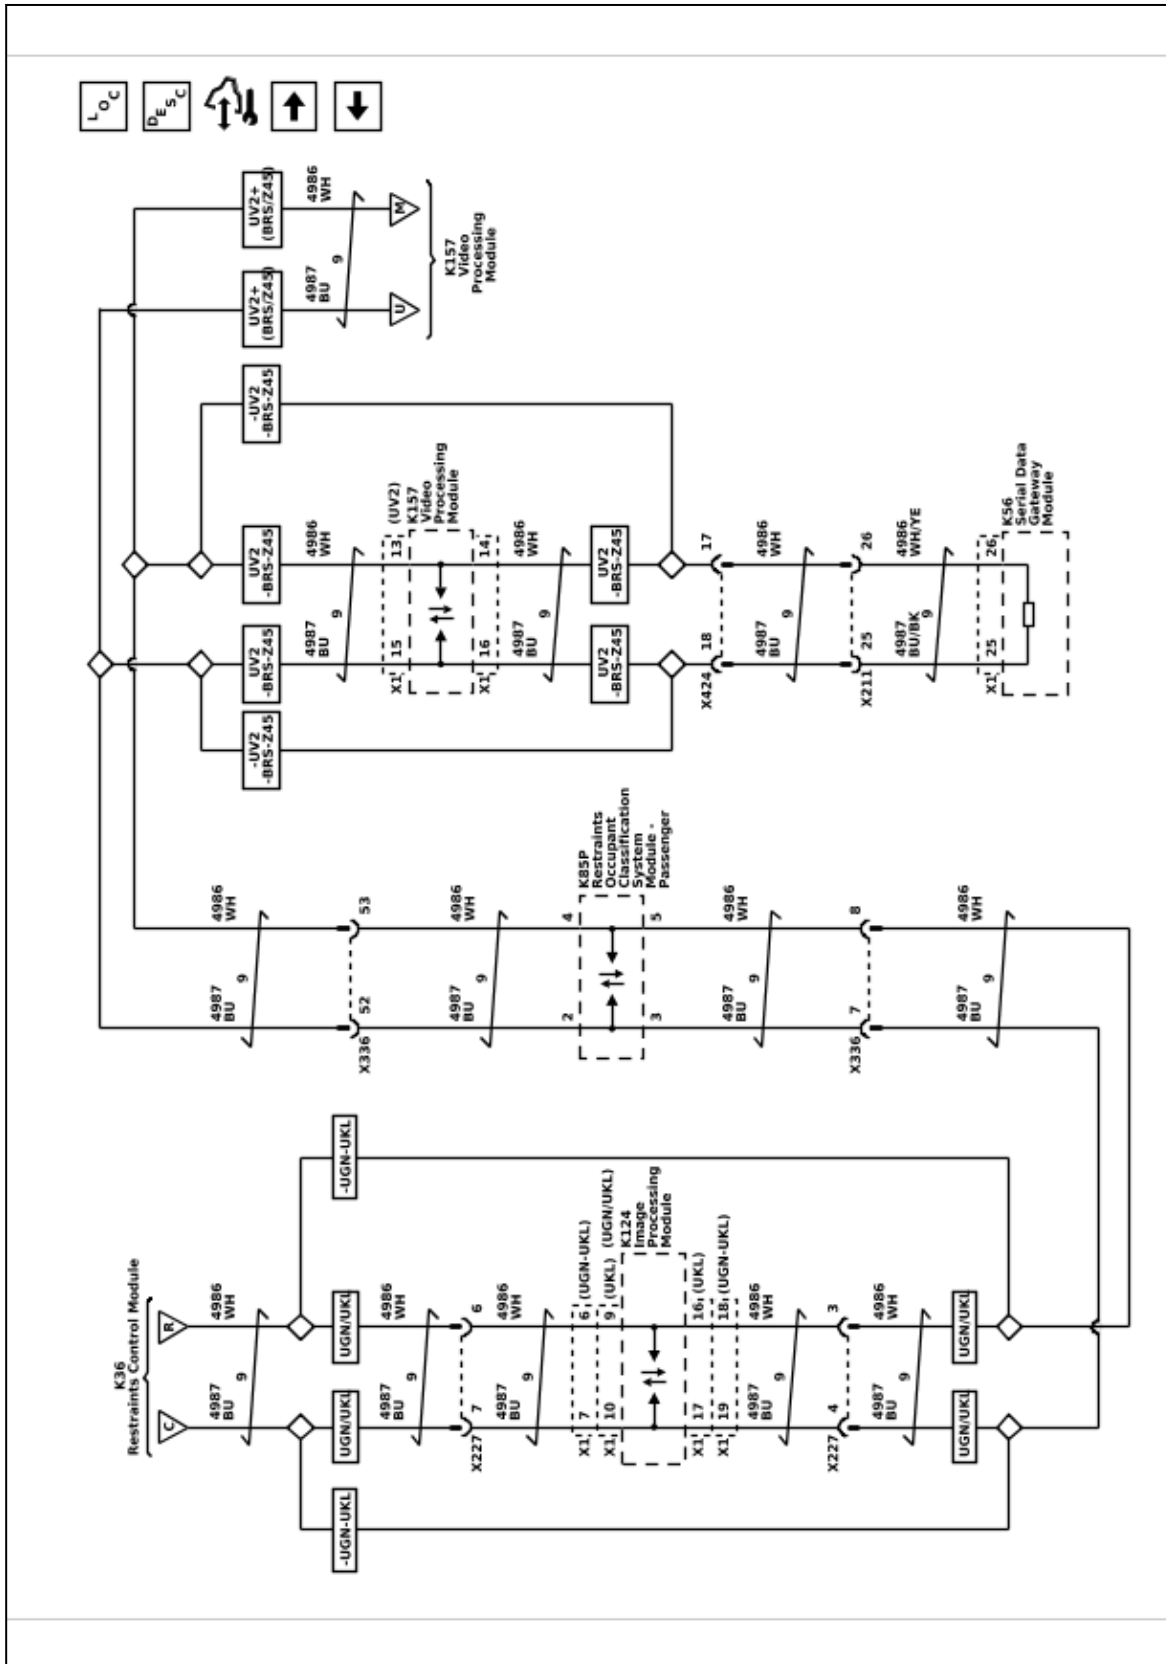 K36
Restraints Control Module
C
R
4987
BU
9
4986
WH
-UGN-UKL
UGN/UKL
UGN/UKL
-UGN-UKL
4987
BU
9
4986
WH
X227
7
6
4987
BU
9
4986
WH
X1
7
6
(UGN-UKL)
X1
10
9
(UKL)
(UGN/UKL)
K124
Image
Processing
Module
X1
17
16
(UKL)
X1
19
18
(UGN-UKL)
4987
BU
9
4986
WH
X227
4
3
4987
BU
9
4986
WH
UGN/UKL
UGN/UKL
4987
BU
9
4986
WH
X336
52
53
4987
BU
9
4986
WH
2
4
K85P
Restraints
Occupant
Classification
System
Module -
Passenger
3
5
4987
BU
9
4986
WH
X336
7
8
4987
BU
9
4986
WH
-UV2
-BRS-Z45
UV2
-BRS-Z45
UV2
-BRS-Z45
-UV2
-BRS-Z45
4987
BU
9
4986
WH
X1
15
13
(UV2)
K157
Video
Processing
Module
X1
16
14
4987
BU
9
4986
WH
UV2
-BRS-Z45
UV2
-BRS-Z45
X424
18
17
4987
BU
9
4986
WH
X211
25
26
4987
BU/BK
9
4986
WH/YE
X1
25
26
K56
Serial Data
Gateway
Module
UV2+
(BRS/Z45)
UV2+
(BRS/Z45)
4987
BU
9
4986
WH
U
M
K157
Video
Processing
Module
LOC
DESC